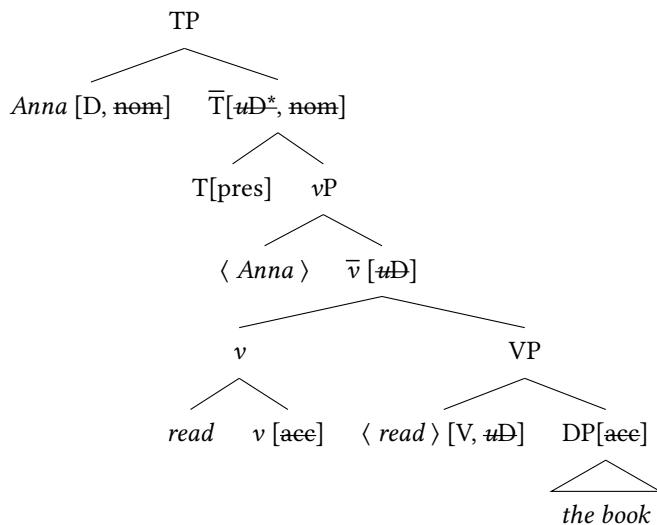 TP
Anna [D, nom] T̅[uD*, nom]
T[pres] vP
⟨ Anna ⟩ v̅ [uD]
v VP
read v [acc] ⟨ read ⟩ [V, uD] DP[acc]
the book